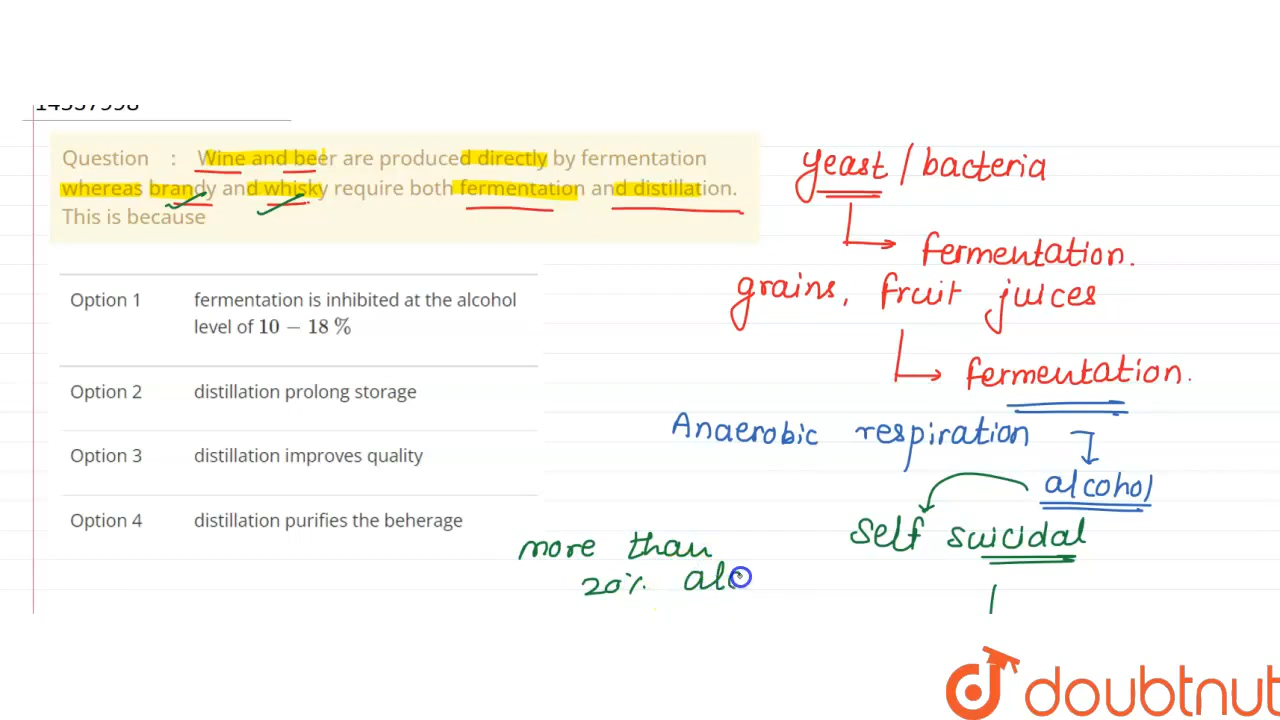 Question : Wine and beer are produced directly by fermentation
whereas brandy and whisky require both fermentation and distillation.
This is because
Option 1 fermentation is inhibited at the alcohol
level of 10 − 18 %
Option 2 distillation prolong storage
Option 3 distillation improves quality
Option 4 distillation purifies the beherage
yeast / bacteria
fermentation.
grains, fruit juices
fermentation.
Anaerobic respiration
alcohol
self suicidal
more than
20% alc
doubtnut